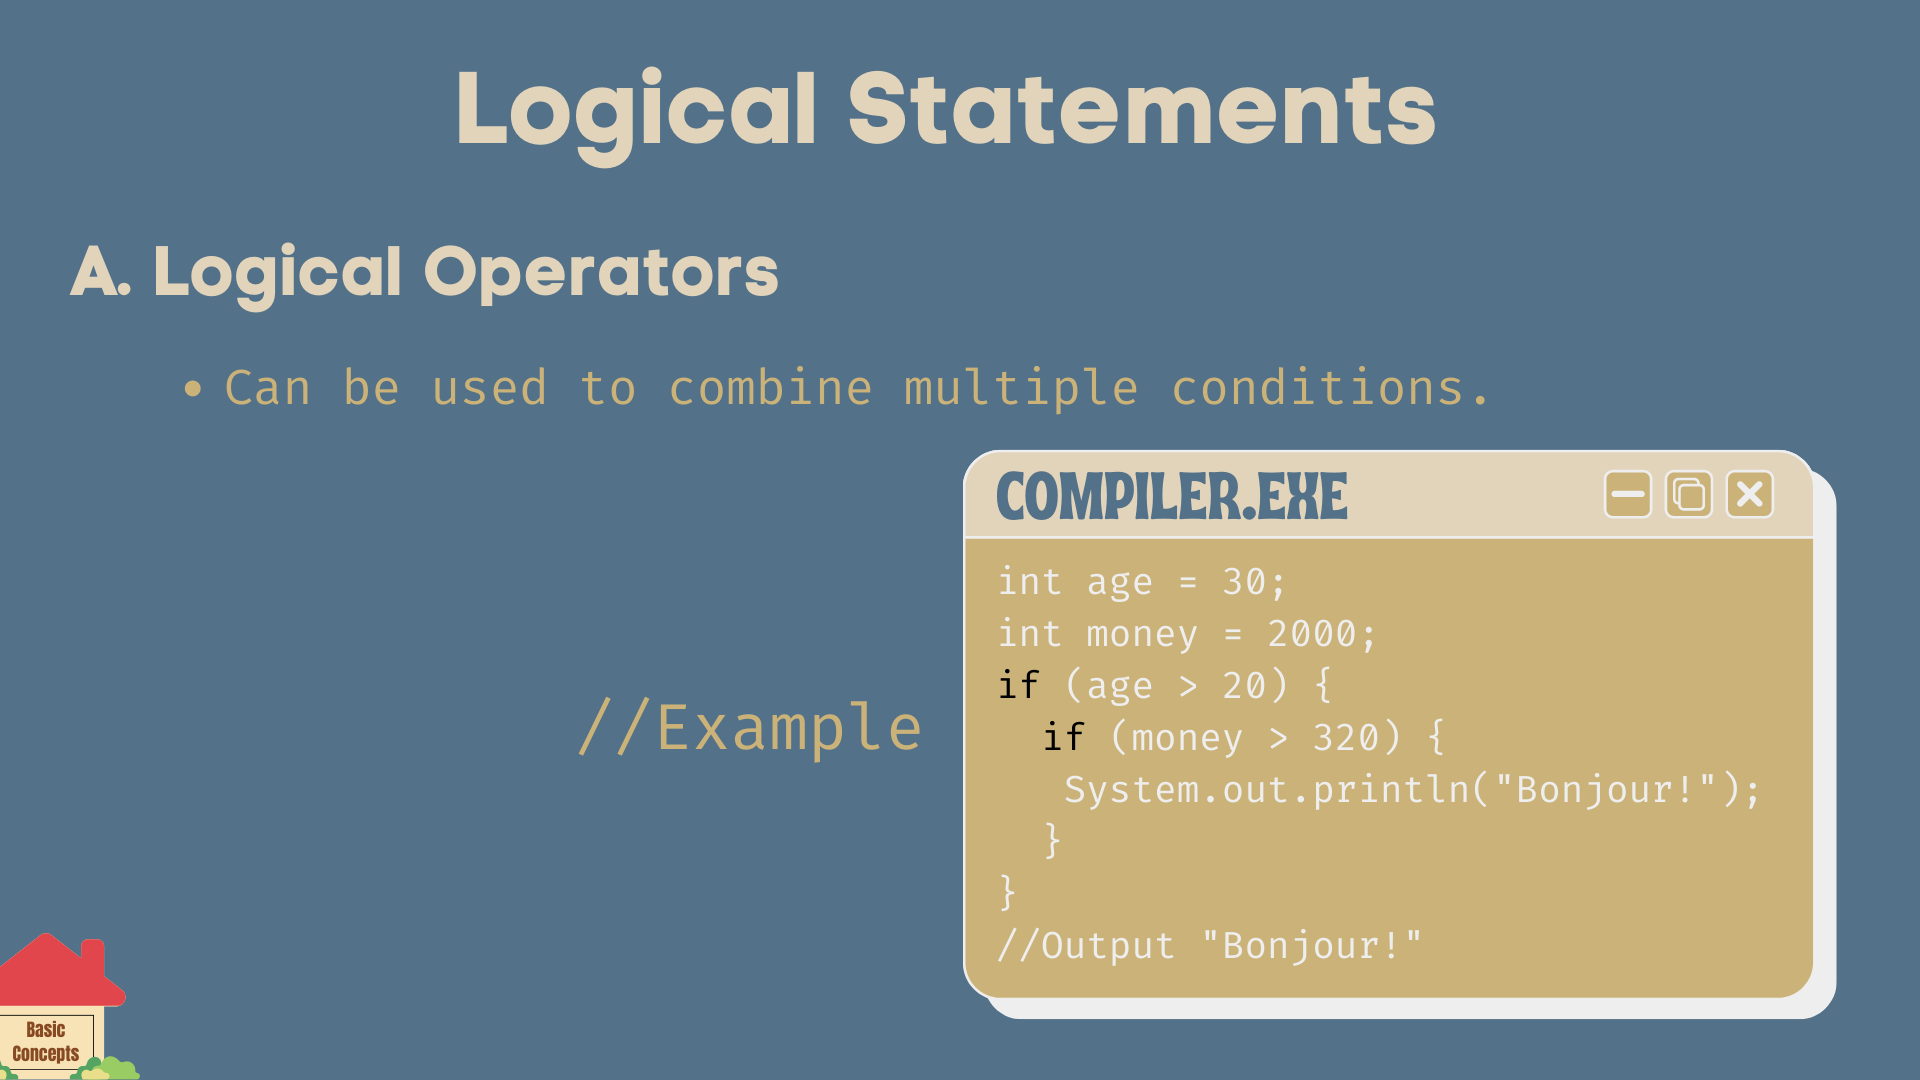 Logical Statements
A. Logical Operators
• Can be used to combine multiple conditions.
COMPILER.EXE
int age = 30;
int money = 2000;
if (age > 20) {
  if (money > 320) {
   System.out.println("Bonjour!");
  }
}
//Output "Bonjour!"
//Example
Basic
Concepts